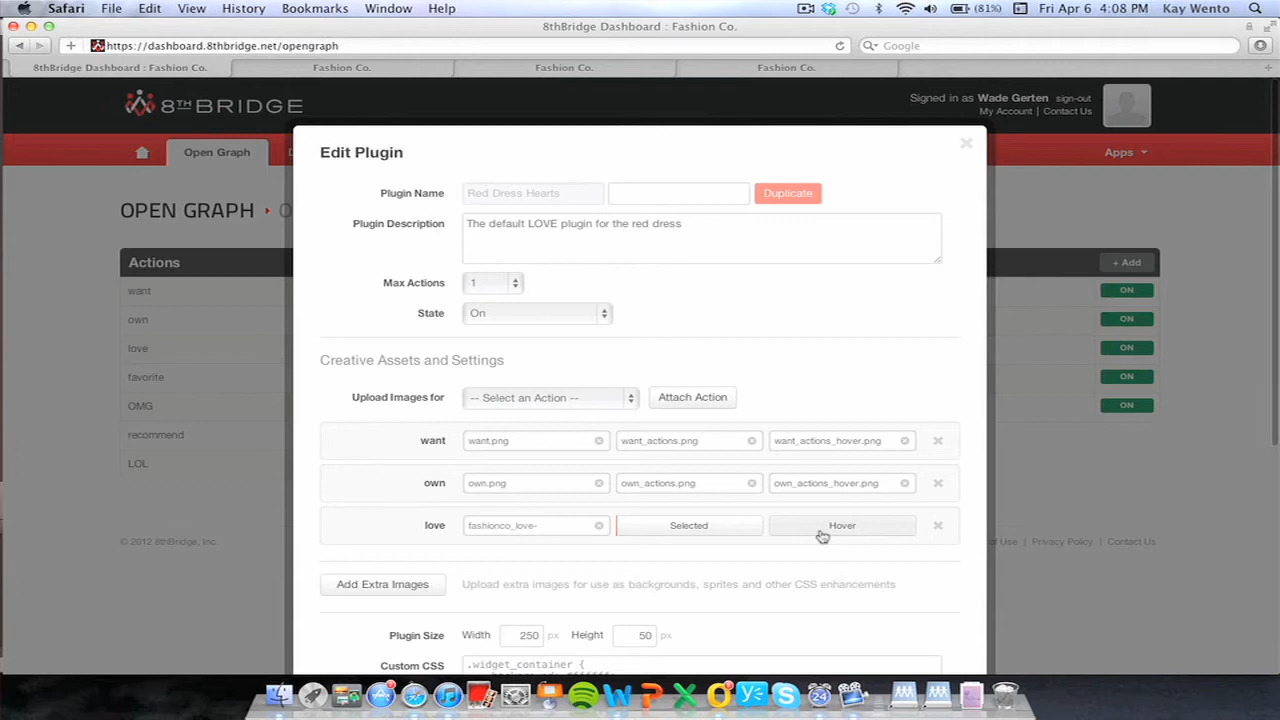 Safari File Edit View History Bookmarks Window Help (81%) Fri Apr 6 4:08 PM Kay Wento
8thBridge Dashboard : Fashion Co.
https://dashboard.8thbridge.net/opengraph Google
8thBridge Dashboard : Fashion Co. Fashion Co. Fashion Co. Fashion Co.
8TH BRIDGE
Signed in as Wade Gerten sign-out
My Account | Contact Us
Open Graph Apps
OPEN GRAPH
Actions + Add
want ON
own ON
love ON
favorite ON
OMG ON
recommend
LOL
© 2012 8thBridge, Inc. of Use | Privacy Policy | Contact Us
Edit Plugin
Plugin Name Red Dress Hearts Duplicate
Plugin Description The default LOVE plugin for the red dress
Max Actions 1
State On
Creative Assets and Settings
Upload Images for -- Select an Action -- Attach Action
want want.png want_actions.png want_actions_hover.png
own own.png own_actions.png own_actions_hover.png
love fashionco_love- Selected Hover
Add Extra Images Upload extra images for use as backgrounds, sprites and other CSS enhancements
Plugin Size Width 250 px Height 50 px
Custom CSS .widget_container {